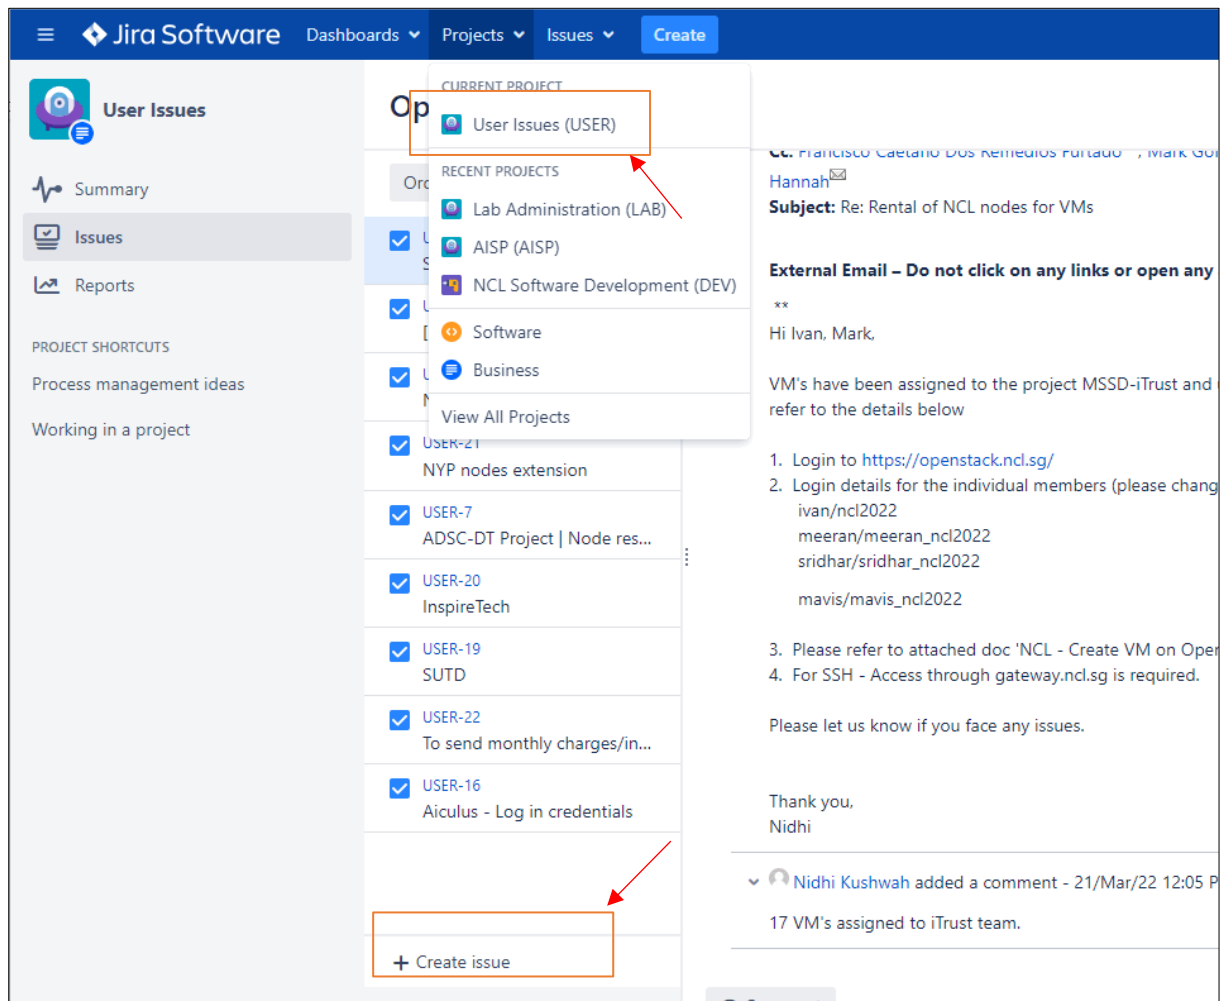 Jira Software Dashboards Projects Issues Create
User Issues
Summary
Issues
Reports
PROJECT SHORTCUTS
Process management ideas
Working in a project
Op
CURRENT PROJECT
User Issues (USER)
RECENT PROJECTS
Lab Administration (LAB)
AISP (AISP)
NCL Software Development (DEV)
Software
Business
View All Projects
USER-21
NYP nodes extension
USER-7
ADSC-DT Project | Node res...
USER-20
InspireTech
USER-19
SUTD
USER-22
To send monthly charges/in...
USER-16
Aiculus - Log in credentials
+ Create issue
Cc: Francisco Caetano Dos Remedios Furtado , Mark
Hannah
Subject: Re: Rental of NCL nodes for VMs
External Email – Do not click on any links or open any
**
Hi Ivan, Mark,
VM's have been assigned to the project MSSD-iTrust and
refer to the details below
1. Login to https://openstack.ncl.sg/
2. Login details for the individual members (please chang
ivan/ncl2022
meeran/meeran_ncl2022
sridhar/sridhar_ncl2022
mavis/mavis_ncl2022
3. Please refer to attached doc 'NCL - Create VM on Oper
4. For SSH - Access through gateway.ncl.sg is required.
Please let us know if you face any issues.
Thank you,
Nidhi
Nidhi Kushwah added a comment - 21/Mar/22 12:05 P
17 VM's assigned to iTrust team.